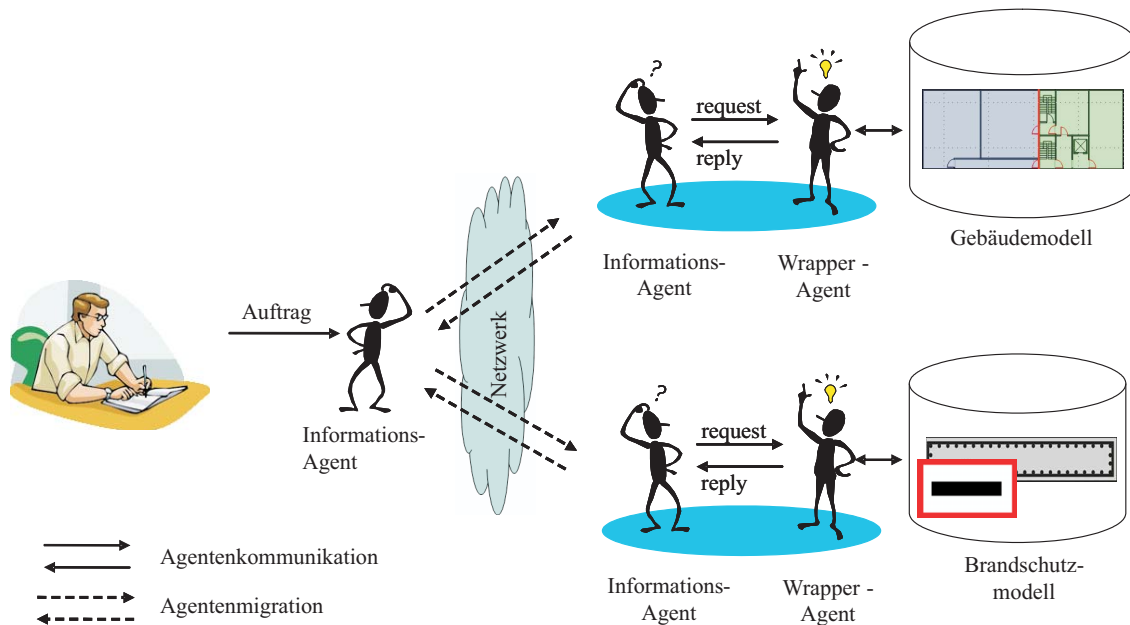 ?
request
reply
Informations-
Agent
Wrapper -
Agent
Gebäudemodell
Auftrag
Informations-
Agent
Netzwerk
?
request
reply
Informations-
Agent
Wrapper -
Agent
Brandschutz-
modell
Agentenkommunikation
Agentenmigration